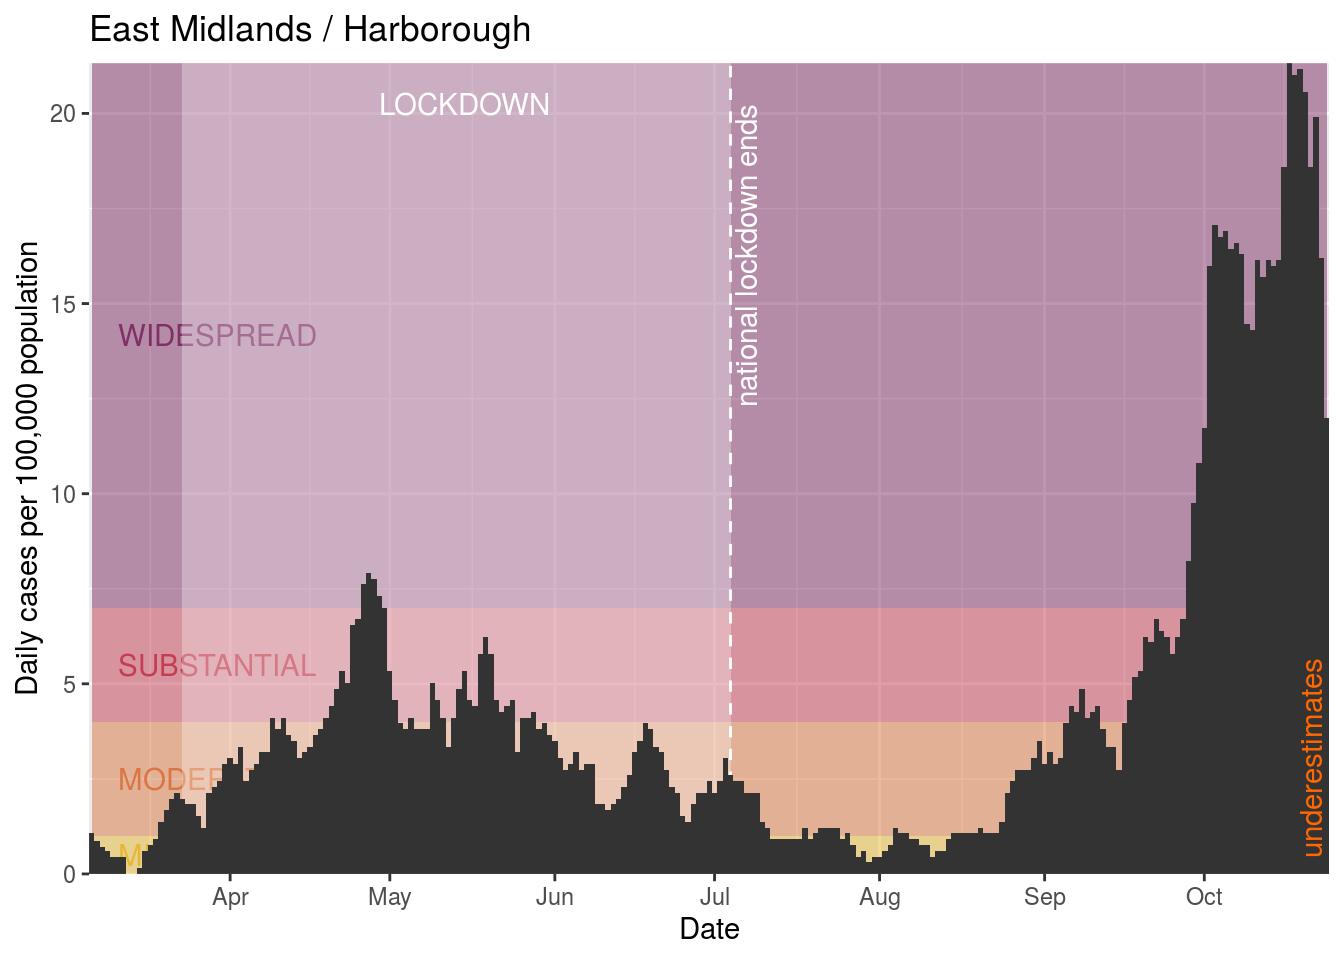 East Midlands / Harborough
Daily cases per 100,000 population
20
15
10
5
0
LOCKDOWN
national lockdown ends
WIDESPREAD
SUBSTANTIAL
underestimates
Apr
May
Jun
Jul
Aug
Sep
Oct
Date